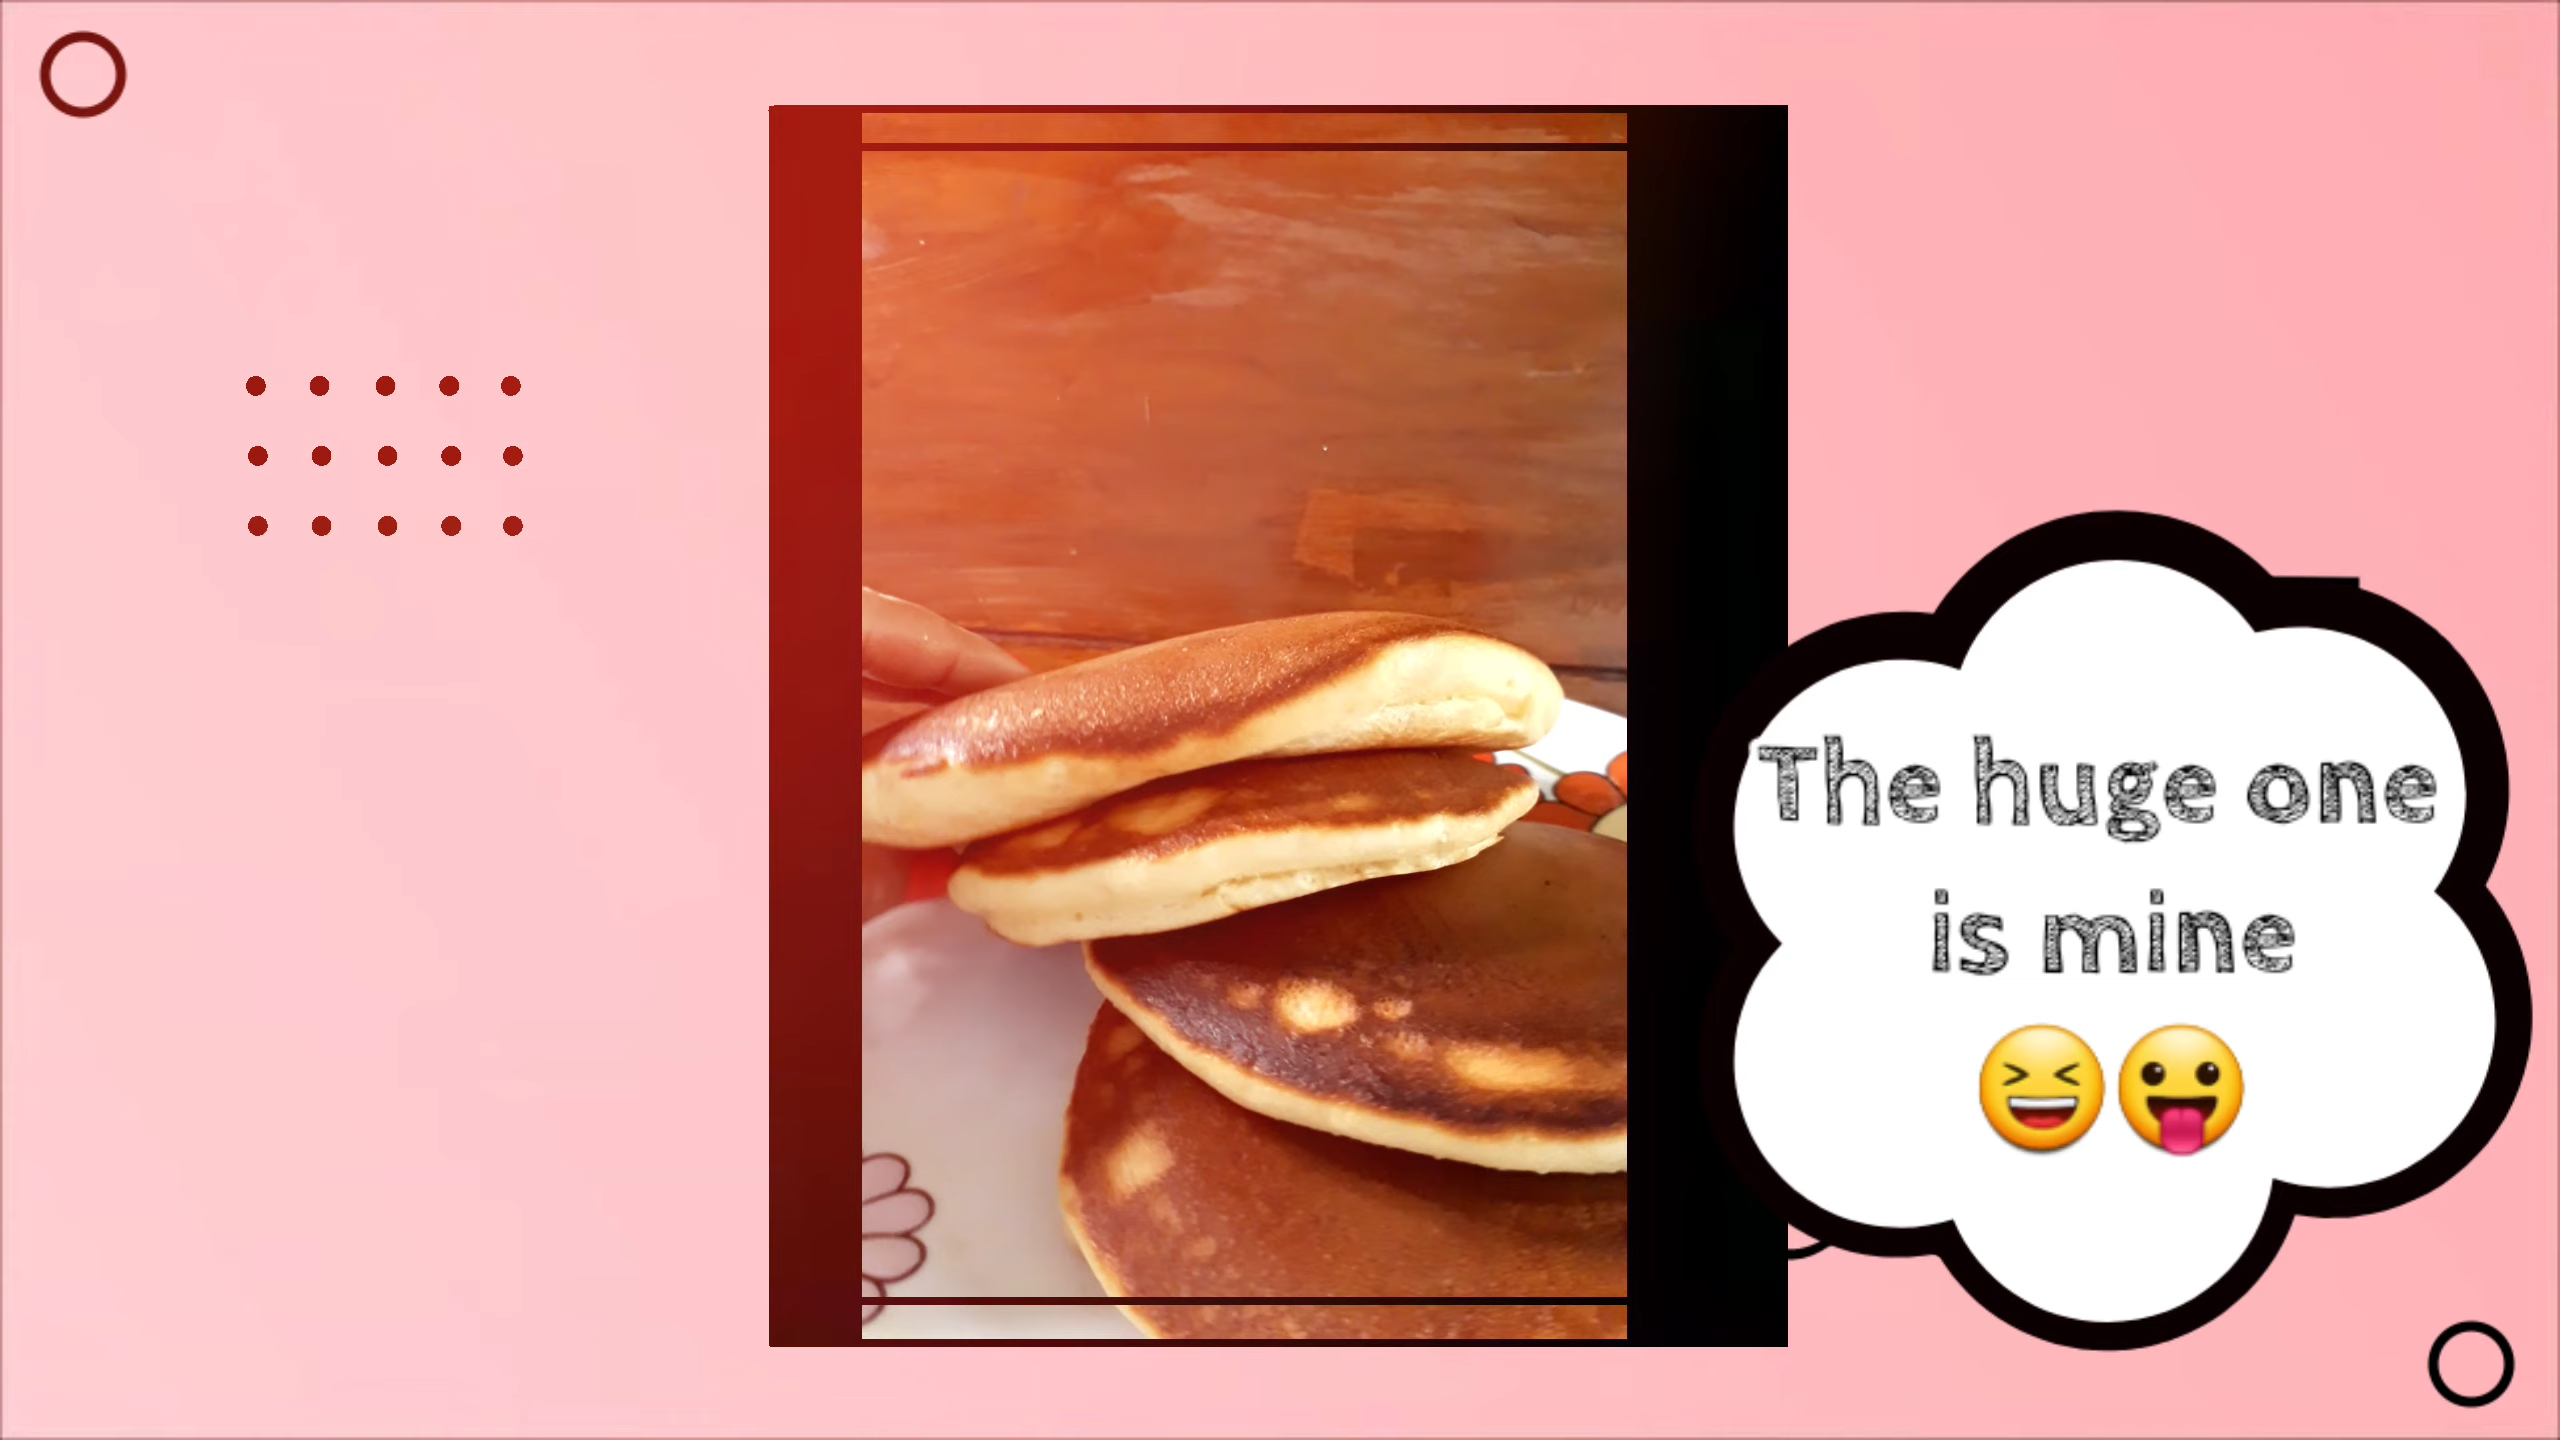 The huge one
is mine
😆😛